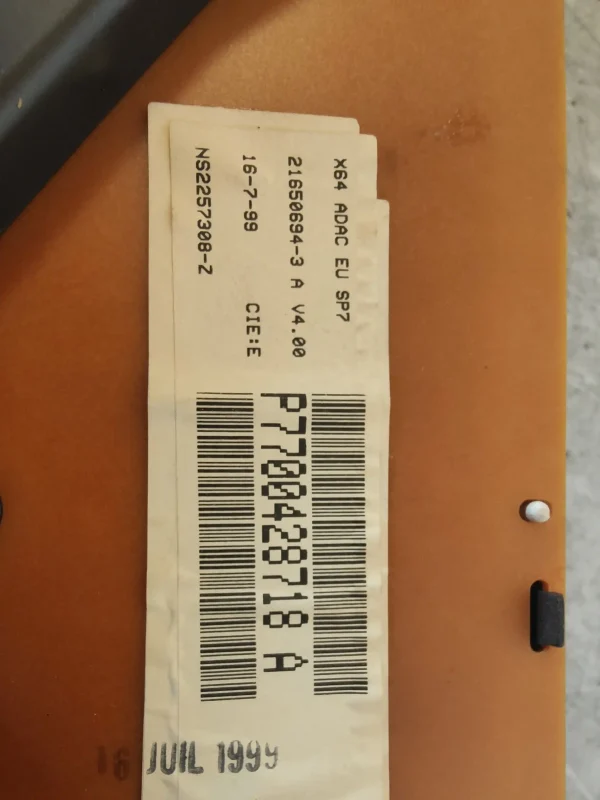 X64 ADAC EU SP7
21650694-3 A V4.00
16-7-99 CIE:E
NS2257308-Z
P7700428718 A
16 JUIL 1999